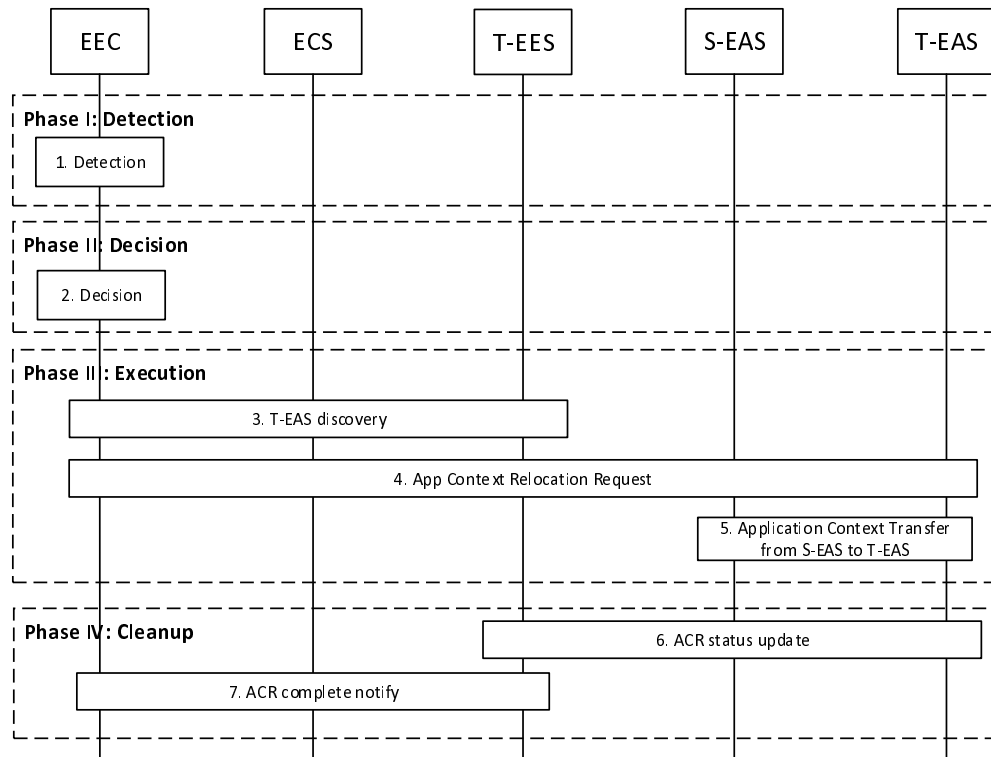 EEC
ECS
T-EES
S-EAS
T-EAS
Phase I: Detection
1. Detection
Phase II: Decision
2. Decision
Phase III: Execution
3. T-EAS discovery
4. App Context Relocation Request
5. Application Context Transfer
from S-EAS to T-EAS
Phase IV: Cleanup
6. ACR status update
7. ACR complete notify